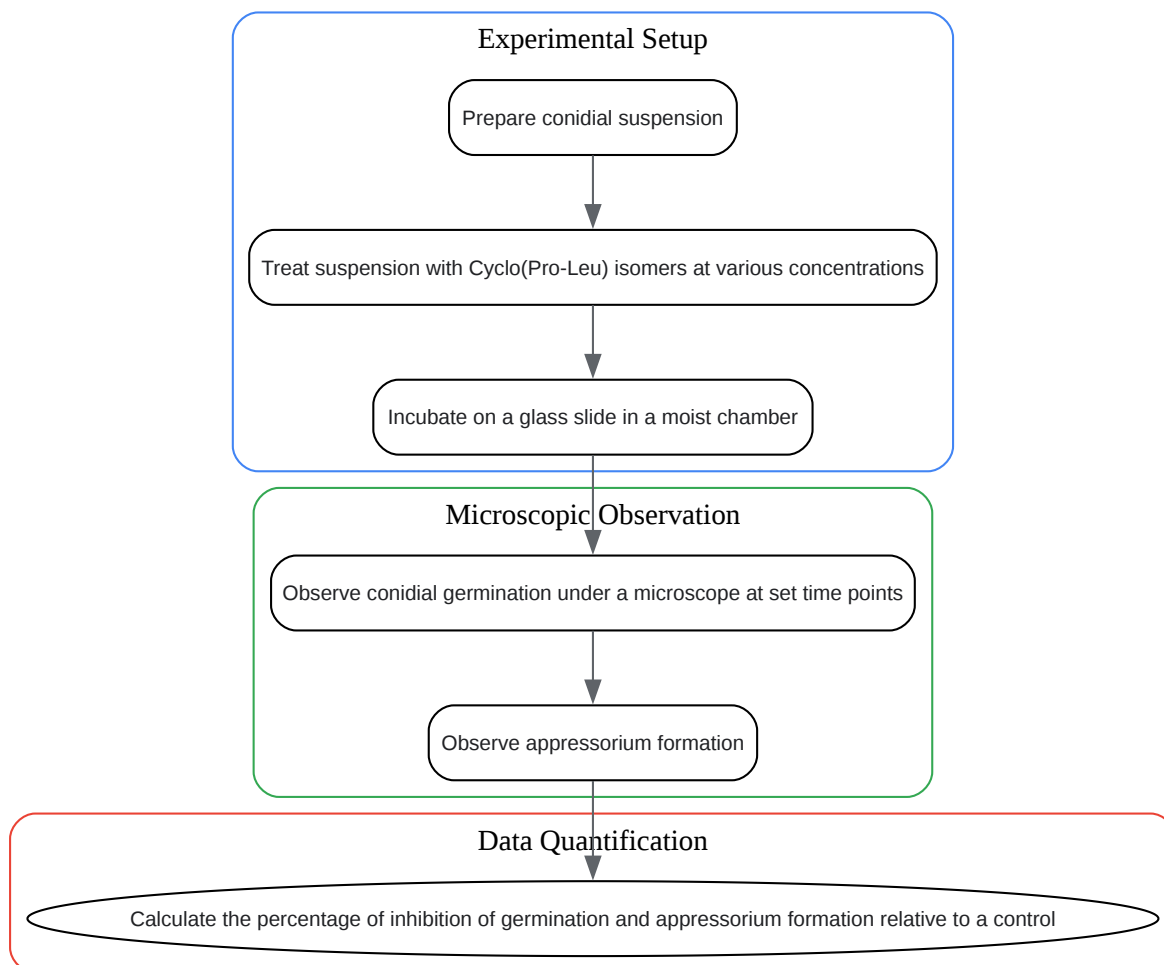 Experimental Setup
Prepare conidial suspension
Treat suspension with Cyclo(Pro-Leu) isomers at various concentrations
Incubate on a glass slide in a moist chamber
Microscopic Observation
Observe conidial germination under a microscope at set time points
Observe appressorium formation
Data Quantification
Calculate the percentage of inhibition of germination and appressorium formation relative to a control